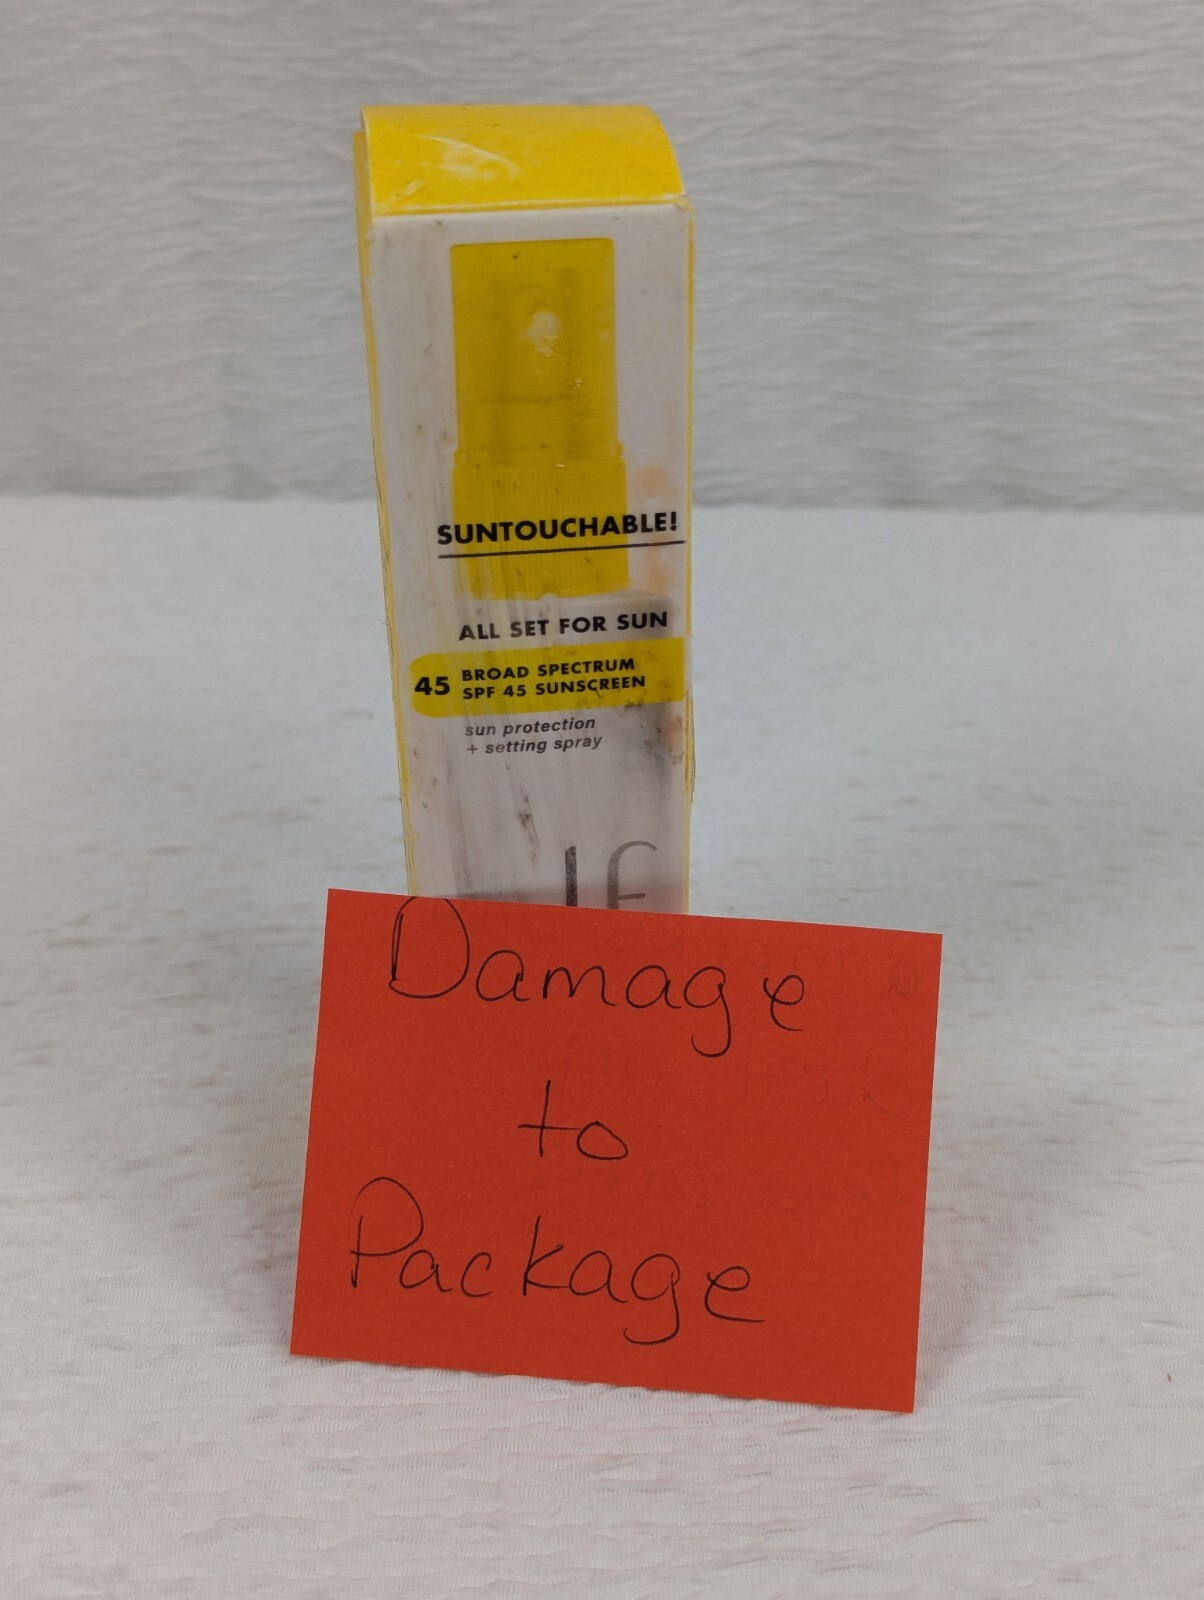 SUNTOUCHABLE!
ALL SET FOR SUN
45 BROAD SPECTRUM
SPF 45 SUNSCREEN
sun protection
+ setting spray
Damage
to
Package